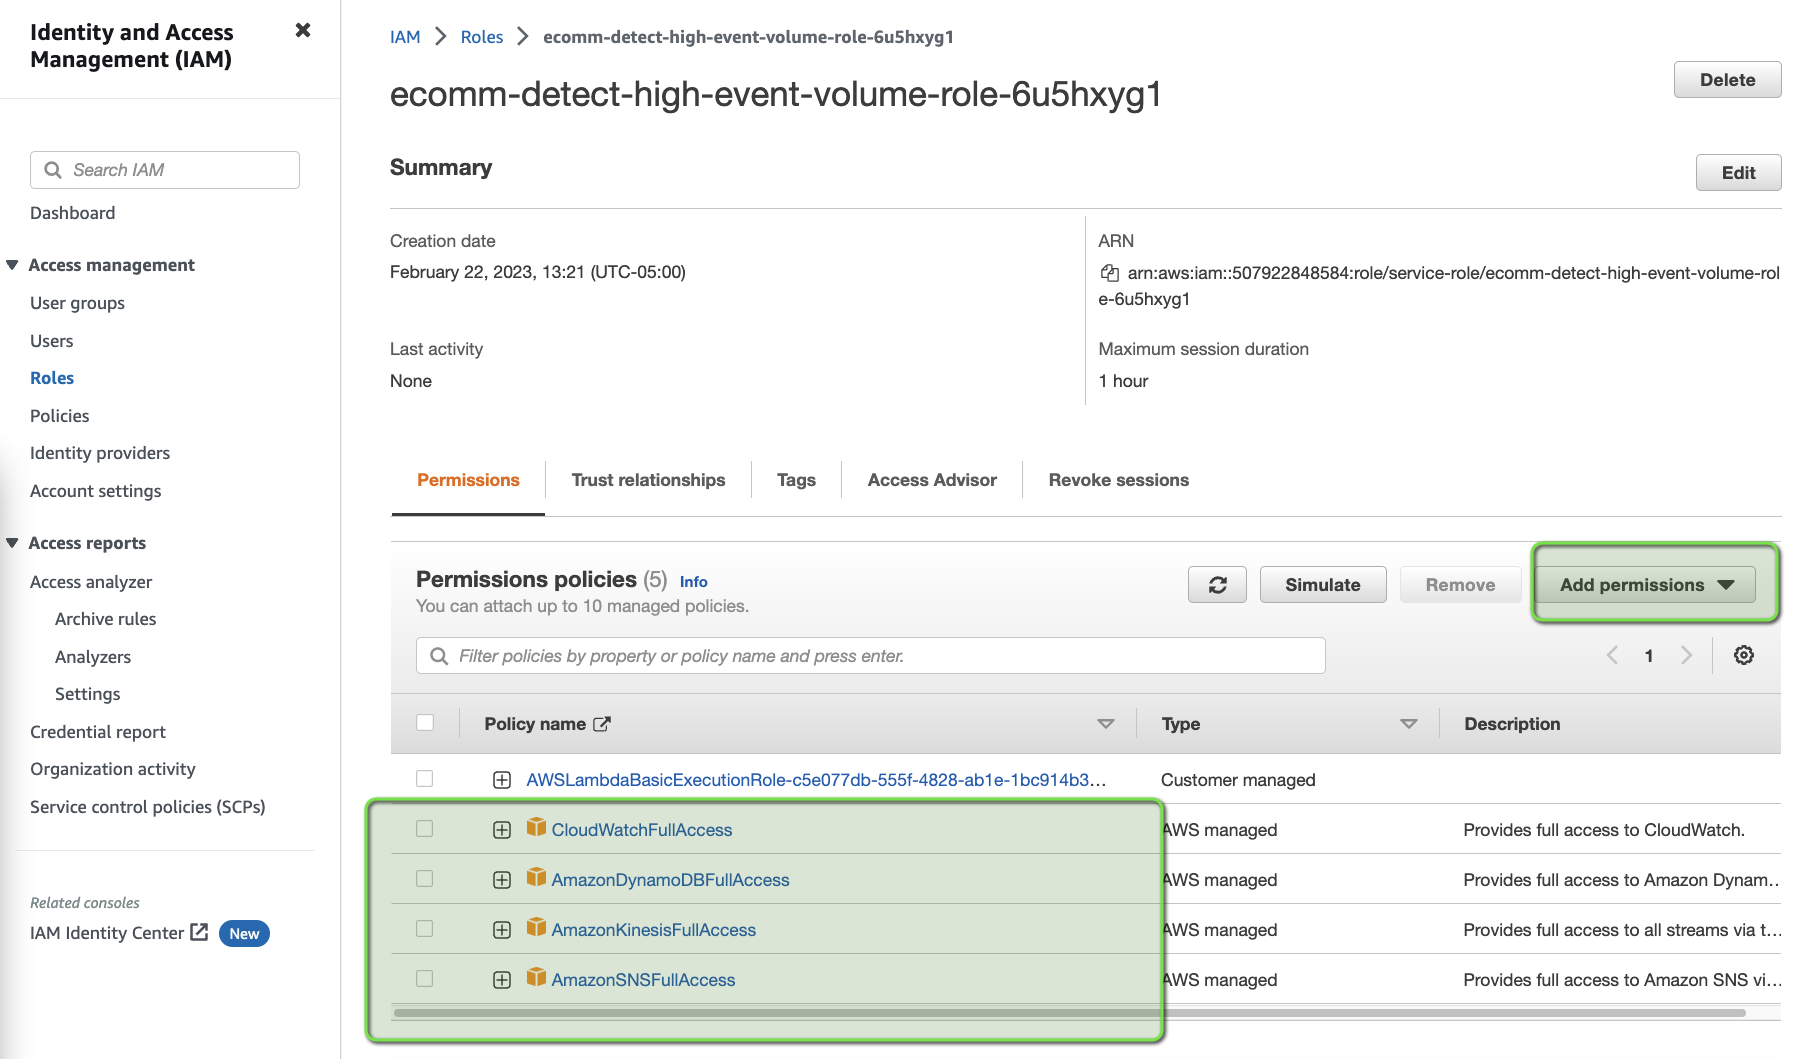 Identity and Access
Management (IAM)
Search IAM
Dashboard
Access management
User groups
Users
Roles
Policies
Identity providers
Account settings
Access reports
Access analyzer
Archive rules
Analyzers
Settings
Credential report
Organization activity
Service control policies (SCPs)
Related consoles
IAM Identity Center New
IAM Roles ecomm-detect-high-event-volume-role-6u5hxyg1
ecomm-detect-high-event-volume-role-6u5hxyg1
Delete
Summary
Edit
Creation date
February 22, 2023, 13:21 (UTC-05:00)
ARN
arn:aws:iam::507922848584:role/service-role/ecomm-detect-high-event-volume-rol
e-6u5hxyg1
Last activity
None
Maximum session duration
1 hour
Permissions Trust relationships Tags Access Advisor Revoke sessions
Permissions policies (5) Info
You can attach up to 10 managed policies.
Simulate Remove Add permissions
Filter policies by property or policy name and press enter.
1
Policy name Type Description
AWSLambdaBasicExecutionRole-c5e077db-555f-4828-ab1e-1bc914b3... Customer managed
CloudWatchFullAccess AWS managed Provides full access to CloudWatch.
AmazonDynamoDBFullAccess AWS managed Provides full access to Amazon Dynam...
AmazonKinesisFullAccess AWS managed Provides full access to all streams via t...
AmazonSNSFullAccess AWS managed Provides full access to Amazon SNS vi...